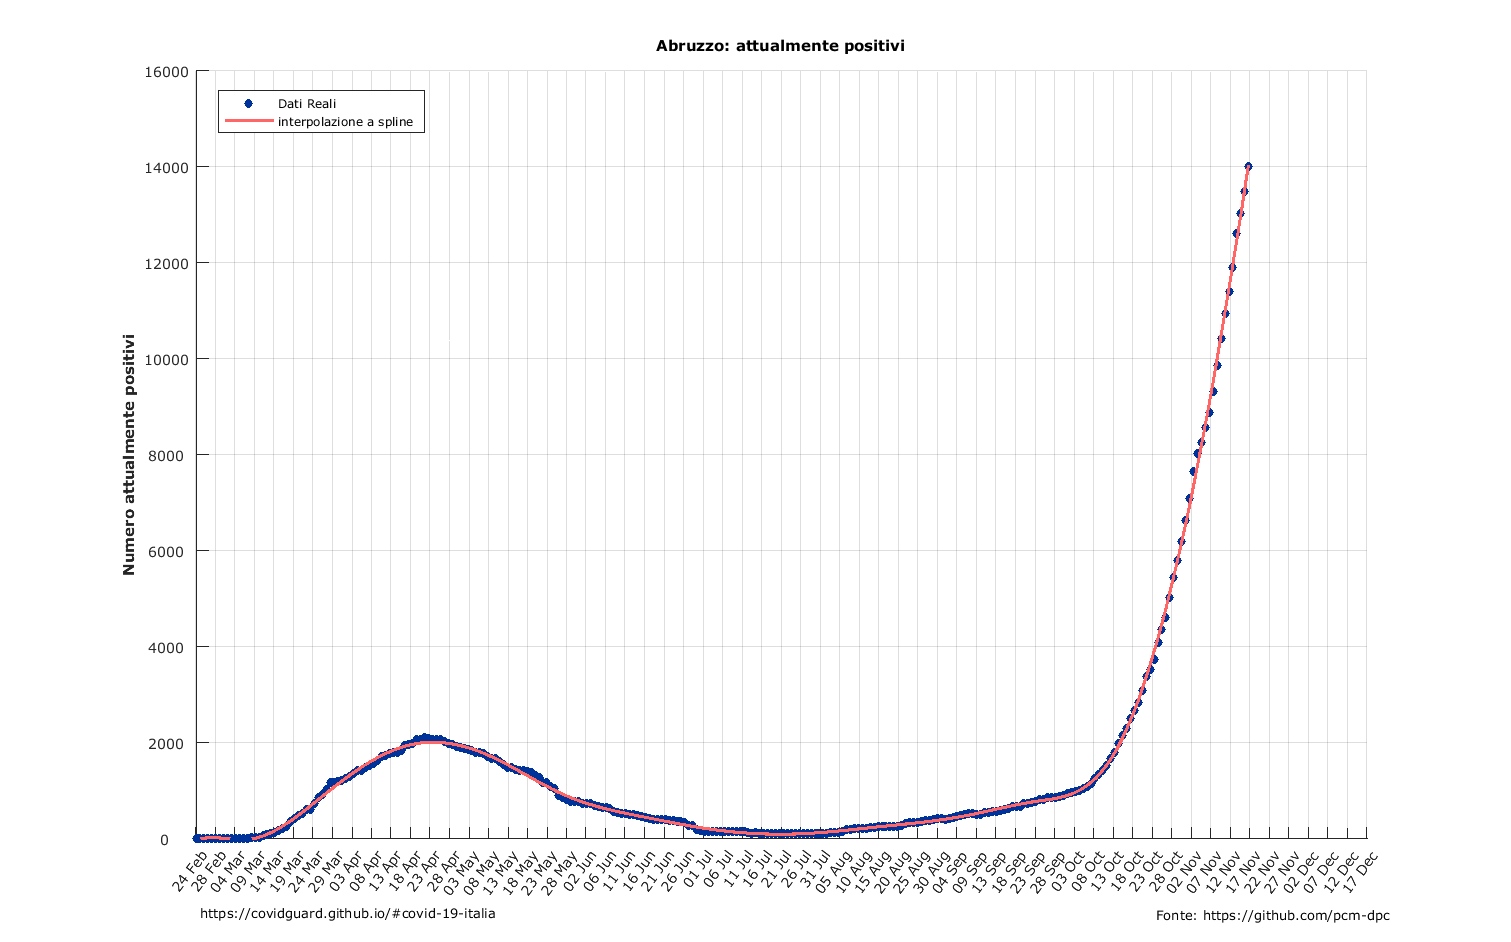 Abruzzo: attualmente positivi
16000
14000
12000
10000
8000
6000
4000
2000
0
Numero attualmente positivi
Dati Reali
interpolazione a spline
24 Feb
28 Feb
04 Mar
09 Mar
14 Mar
19 Mar
24 Mar
29 Mar
03 Apr
08 Apr
13 Apr
18 Apr
23 Apr
28 Apr
03 May
08 May
13 May
18 May
23 May
28 May
02 Jun
06 Jun
11 Jun
16 Jun
21 Jun
26 Jun
01 Jul
06 Jul
11 Jul
16 Jul
21 Jul
26 Jul
31 Jul
05 Aug
10 Aug
15 Aug
20 Aug
25 Aug
30 Aug
04 Sep
09 Sep
13 Sep
18 Sep
23 Sep
28 Sep
03 Oct
08 Oct
13 Oct
18 Oct
23 Oct
28 Oct
02 Nov
07 Nov
12 Nov
17 Nov
22 Nov
27 Nov
02 Dec
07 Dec
12 Dec
17 Dec
https://covidguard.github.io/#covid-19-italia
Fonte: https://github.com/pcm-dpc